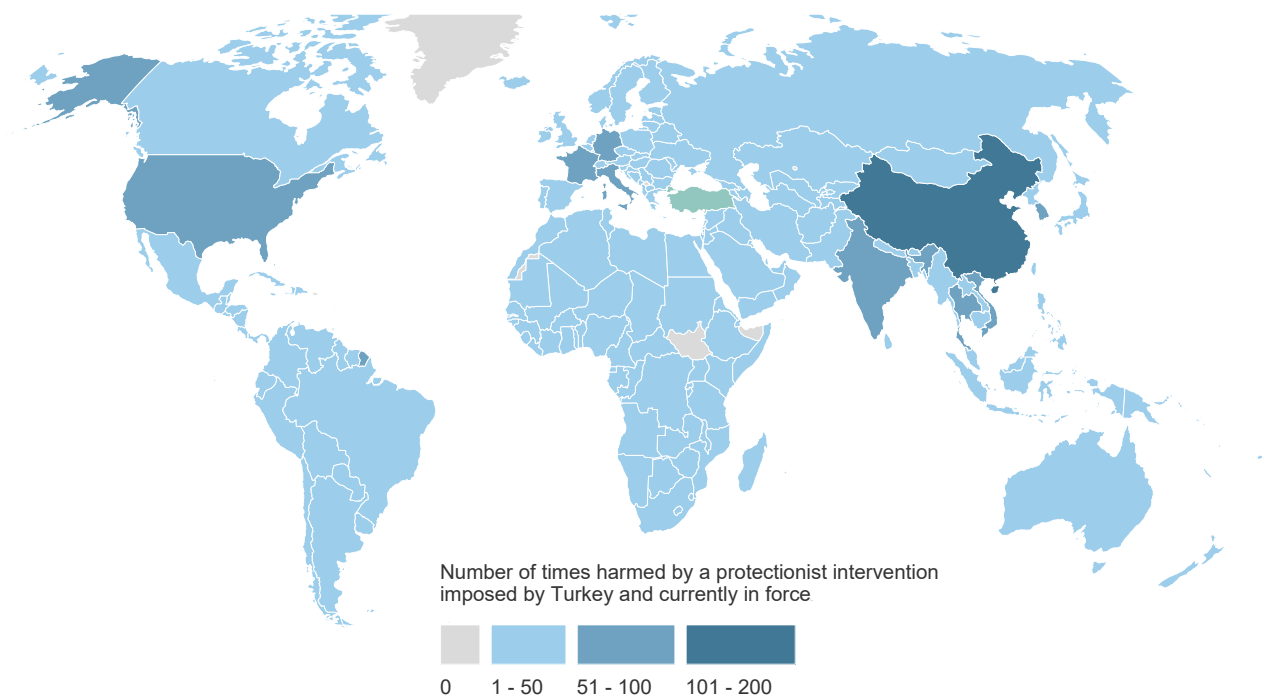 Number of times harmed by a protectionist intervention
imposed by Turkey and currently in force
0 1 - 50 51 - 100 101 - 200